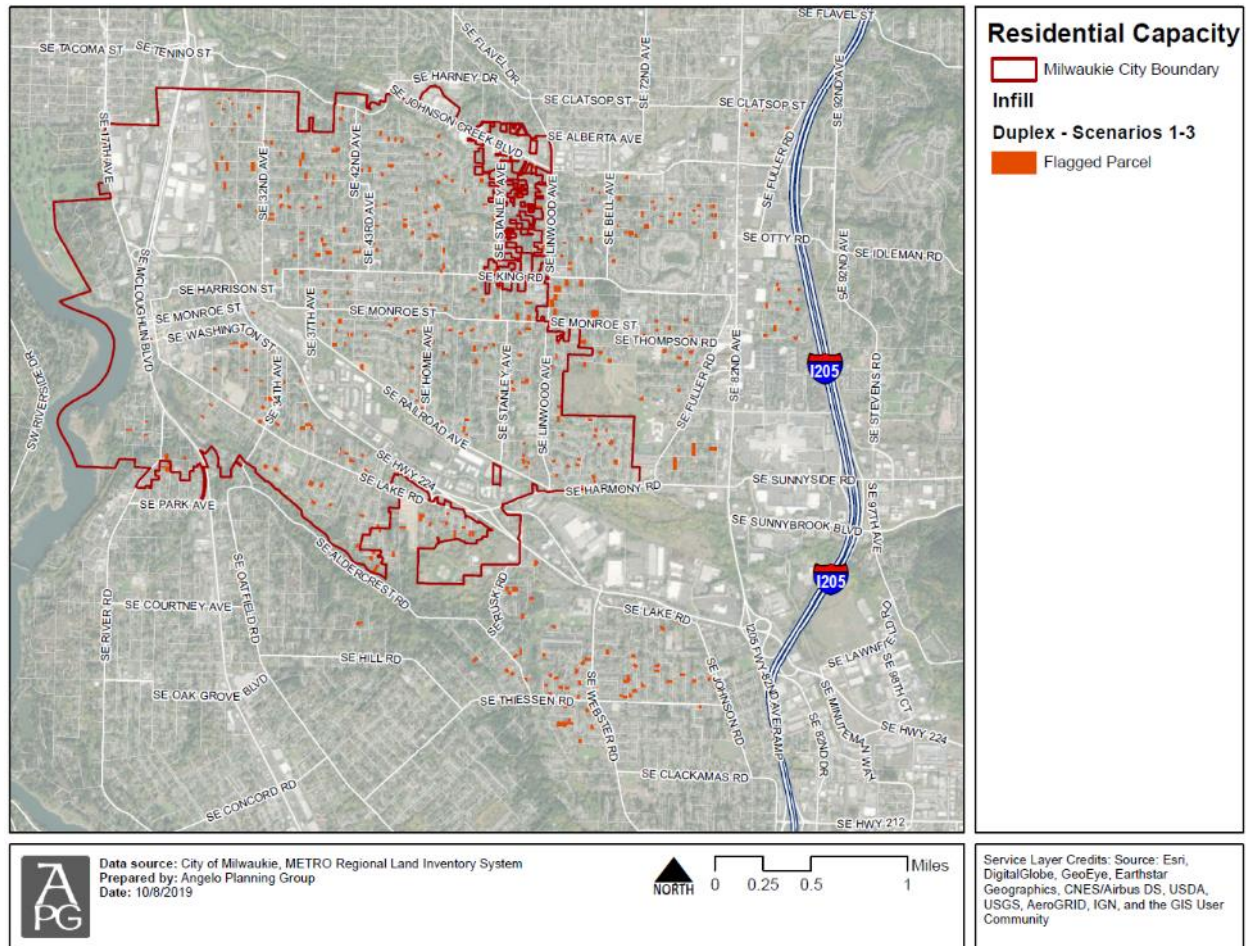 SE FLAVEL ST
SE TACOMA ST
SE TENINO ST
SE FLAVEL DR
SE 72ND AVE
SE 92ND AVE
SE HARNEY DR
SE CLATSOP ST
SE CLATSOP ST
SE 17TH AVE
SE JOHNSON CREEK BLVD
SE ALBERTA AVE
SE FULLER RD
SE 32ND AVE
SE 42ND AVE
SE 43RD AVE
SE STANLEY AVE
SE LINWOOD AVE
SE BELL AVE
SE OTTY RD
SE 92ND AVE
SE IDLEMAN RD
SE KING RD
SE MCLOUGHLIN BLVD
SE HARRISON ST
SE MONROE ST
SE WASHINGTON ST
SE 37TH AVE
SE MONROE ST
SE MONROE ST
SE THOMPSON RD
SW RIVERSIDE DR
SE 34TH AVE
SE HOME AVE
SE STANLEY AVE
SE LINWOOD AVE
SE FULLER RD
SE 82ND AVE
I205
SE STEVENS RD
SE RAILROAD AVE
SE HWY 224
SE LAKE RD
SE HARMONY RD
SE SUNNYSIDE RD
SE PARK AVE
SE SUNNYBROOK BLVD
SE 97TH AVE
SE ALDERCREST RD
SE RUSK RD
I205
SE RIVER RD
SE COURTNEY AVE
SE OATFIELD RD
SE LAKE RD
SE HILL RD
SE OAK GROVE BLVD
SE THIESSEN RD
SE WEBSTER RD
SE JOHNSON RD
I205 FWY-82ND AVE RAMP
SE LAWNFIELD RD
SE 98TH CT
SE MINUTEMAN WAY
SE 82ND DR
SE HWY 224
SE CONCORD RD
SE CLACKAMAS RD
SE HWY 212
Residential Capacity
Milwaukie City Boundary
Infill
Duplex - Scenarios 1-3
Flagged Parcel
APG
Data source: City of Milwaukie, METRO Regional Land Inventory System
Prepared by: Angelo Planning Group
Date: 10/8/2019
NORTH
Miles
0 0.25 0.5 1
Service Layer Credits: Source: Esri,
DigitalGlobe, GeoEye, Earthstar
Geographics, CNES/Airbus DS, USDA,
USGS, AeroGRID, IGN, and the GIS User
Community